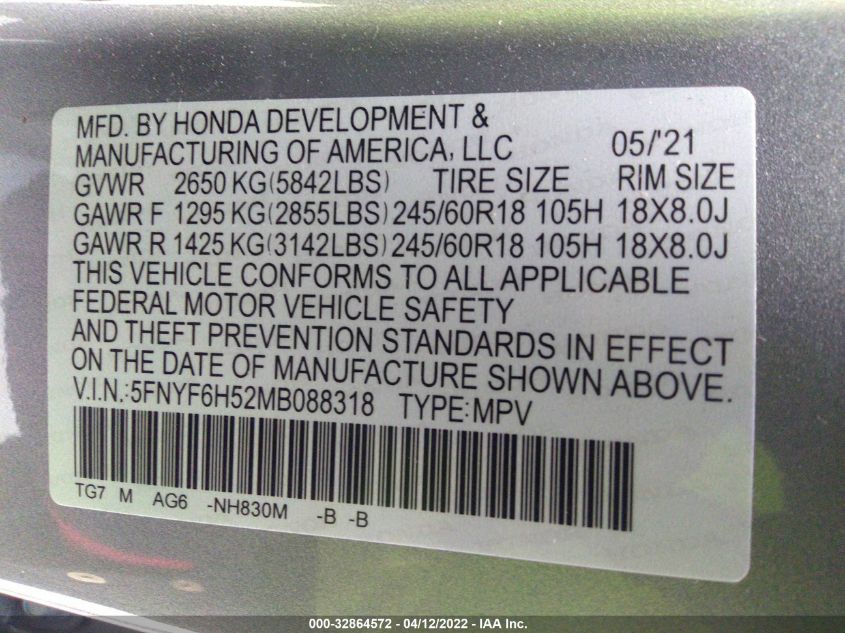 MFD. BY HONDA DEVELOPMENT &
MANUFACTURING OF AMERICA, LLC 05/'21
GVWR 2650 KG(5842LBS) TIRE SIZE RIM SIZE
GAWR F 1295 KG(2855LBS) 245/60R18 105H 18X8.0J
GAWR R 1425 KG(3142LBS) 245/60R18 105H 18X8.0J
THIS VEHICLE CONFORMS TO ALL APPLICABLE
FEDERAL MOTOR VEHICLE SAFETY
AND THEFT PREVENTION STANDARDS IN EFFECT
ON THE DATE OF MANUFACTURE SHOWN ABOVE.
V.I.N.:5FNYF6H52MB088318 TYPE:MPV
TG7 M AG6 -NH830M -B -B
000-32864572 - 04/12/2022 - IAA Inc.